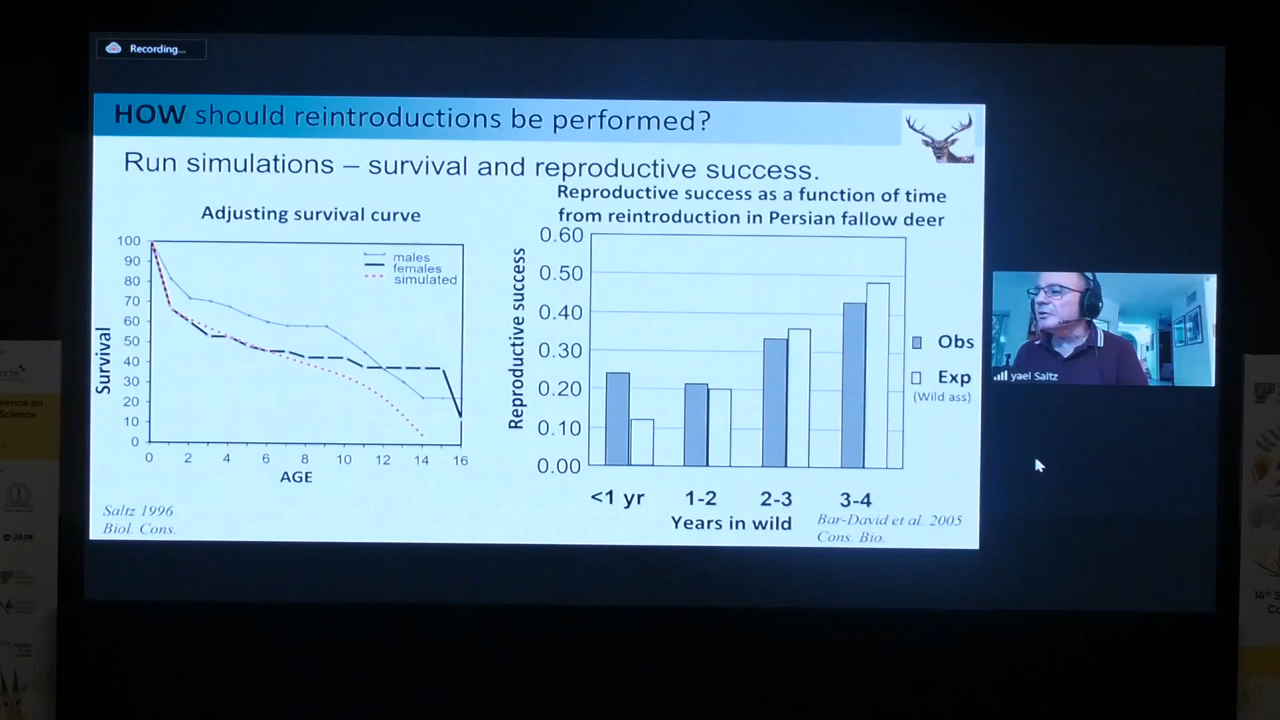 Recording...
HOW should reintroductions be performed?
Run simulations – survival and reproductive success.
Adjusting survival curve
100
90
80
70
60
50
40
30
20
10
0
Survival
males
females
simulated
0 2 4 6 8 10 12 14 16
AGE
Saltz 1996
Biol. Cons.
Reproductive success as a function of time
from reintroduction in Persian fallow deer
0.60
0.50
0.40
0.30
0.20
0.10
0.00
Reproductive success
Obs
Exp
(Wild ass)
<1 yr 1-2 2-3 3-4
Years in wild
Bar-David et al. 2005
Cons. Bio.
yael Saltz
Science
JAIN
14th